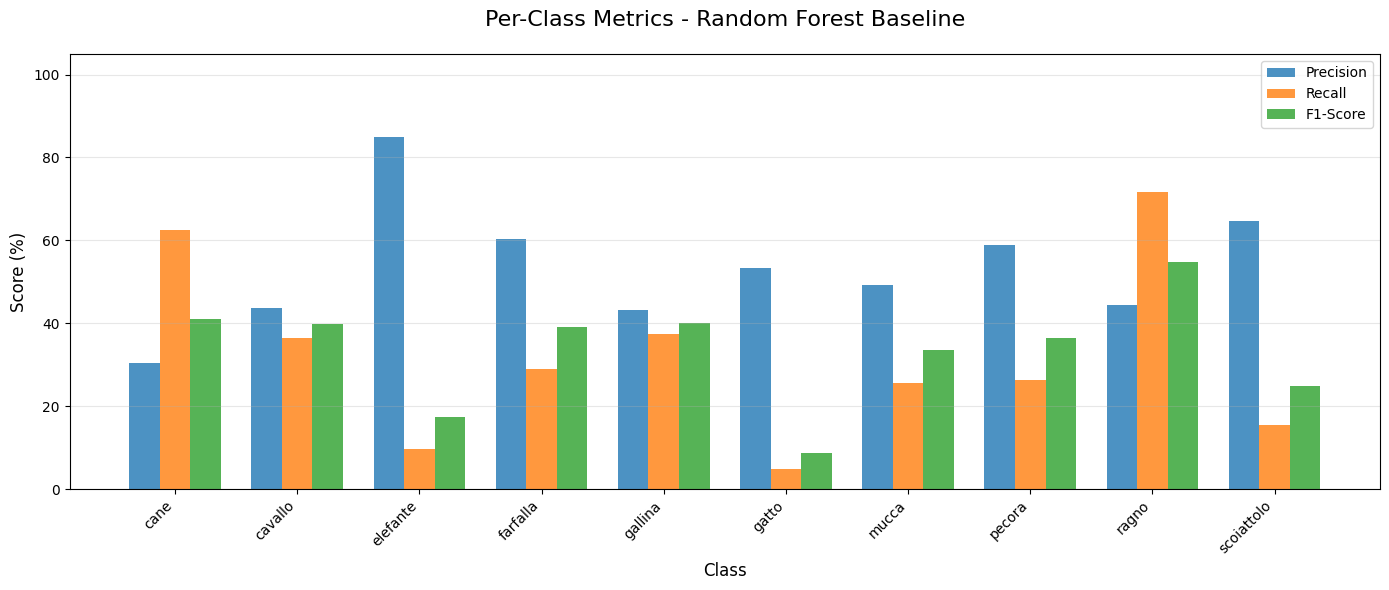 Per-Class Metrics - Random Forest Baseline
Precision
Recall
F1-Score
Score (%)
100
80
60
40
20
0
cane
cavallo
elefante
farfalla
gallina
gatto
mucca
pecora
ragno
scoiattolo
Class